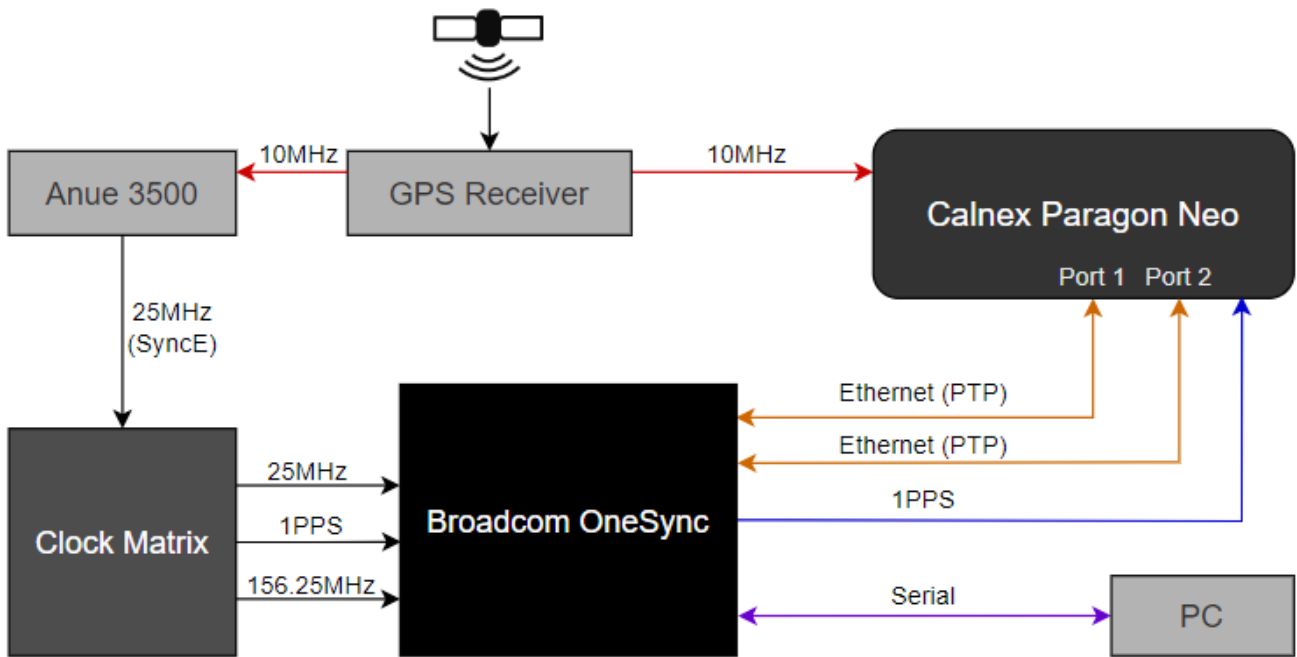 10MHz
10MHz
Anue 3500
GPS Receiver
Calnex Paragon Neo
Port 1
Port 2
25MHz
(SyncE)
Ethernet (PTP)
Ethernet (PTP)
25MHz
1PPS
Broadcom OneSync
1PPS
Clock Matrix
156.25MHz
Serial
PC